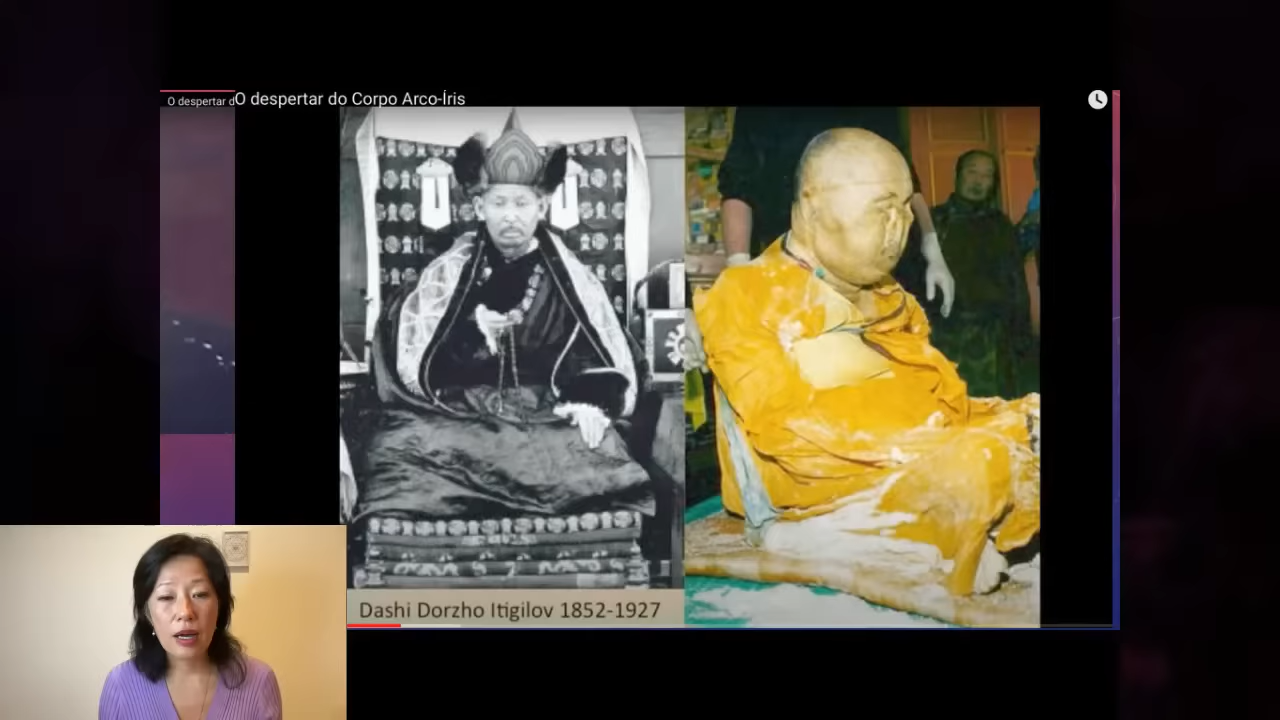 O despertar d
O despertar do Corpo Arco-Íris
Dashi Dorzho Itigilov 1852-1927